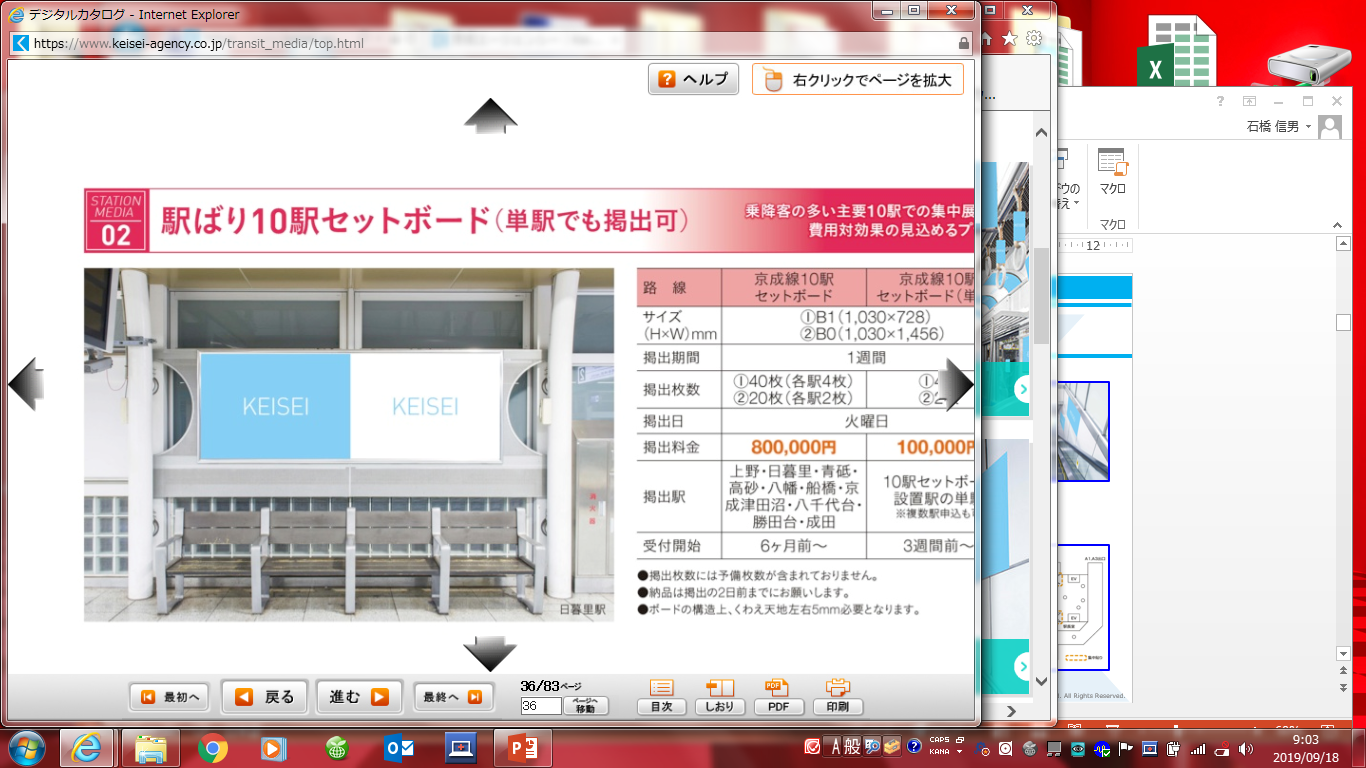 デジタルカタログ - Internet Explorer
https://www.keisei-agency.co.jp/transit_media/top.html
ヘルプ
右クリックでページを拡大
石橋 信男
マクロ
マクロ
12
STATION
MEDIA
02
駅ばり10駅セットボード(単駅でも掲出可)
乗降客の多い主要10駅での集中展
費用対効果の見込めるプ
路 線
京成線10駅
セットボード
京成線10駅
セットボード(単
サイズ
(H×W)mm
①B1(1,030×728)
②B0(1,030×1,456)
掲出期間
1週間
掲出枚数
①40枚(各駅4枚)
②20枚(各駅2枚)
掲出日
火曜日
掲出料金
800,000円
100,000円
掲出駅
上野・日暮里・青砥・
高砂・八幡・船橋・京
成津田沼・八千代台・
勝田台・成田
10駅セットボー
設置駅の単駅
※複数駅申込も可
受付開始
6ヶ月前~
3週間前~
●掲出枚数には予備枚数が含まれておりません。
●納品は掲出の2日前までにお願いします。
●ボードの構造上、くわえ天地左右5mm必要となります。
KEISEI
KEISEI
日暮里駅
All Rights Reserved.
最初へ
戻る
進む
最終へ
36/83ページ
36
ページへ
移動
目次
しおり
PDF
印刷
A 般
CAPS
KANA
9:03
2019/09/18